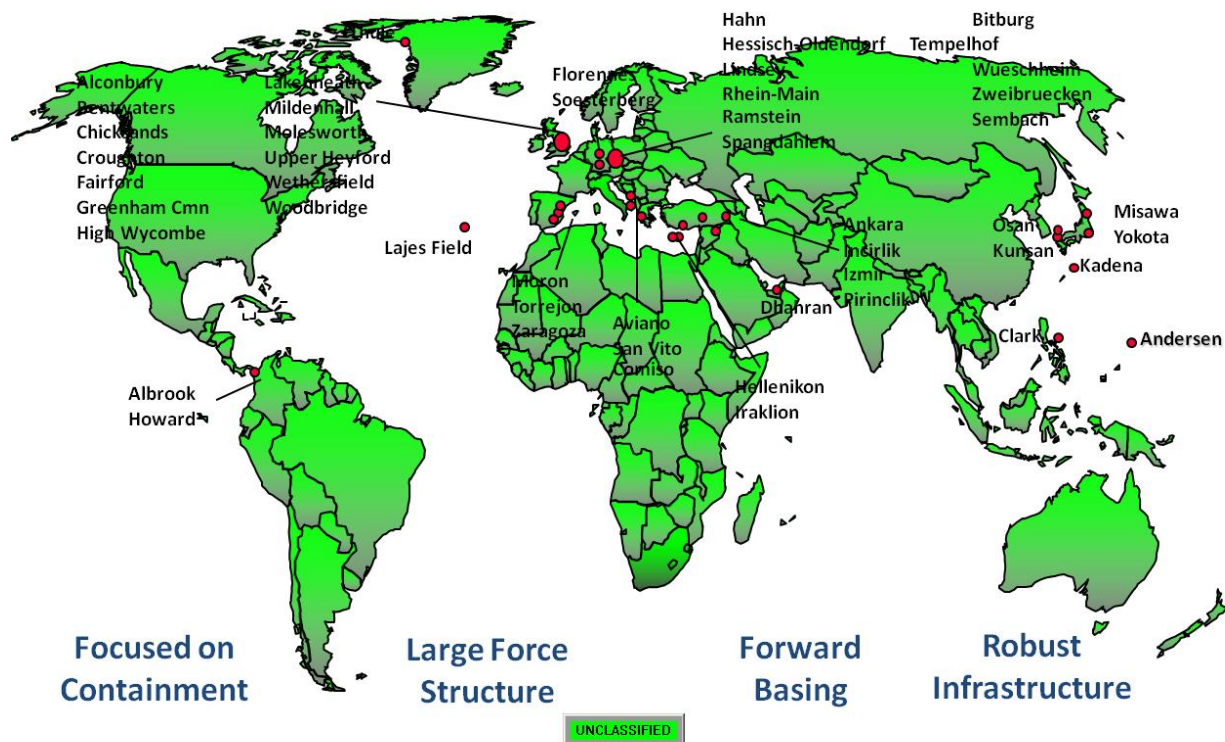 Thule
Alconbury
Bentwaters
Chicklands
Croughton
Fairford
Greenham Cmn
High Wycombe
Lakenheath
Mildenhall
Molesworth
Upper Heyford
Wethersfield
Woodbridge
Florennes
Soesterberg
Hahn
Hessisch-Oldendorf
Lindsey
Rhein-Main
Ramstein
Spangdahlem
Bitburg
Tempelhof
Wueschheim
Zweibruecken
Sembach
Lajes Field
Moron
Torrejon
Zaragoza
Aviano
San Vito
Comiso
Hellenikon
Iraklion
Dhahran
Ankara
Incirlik
Izmir
Pirinclik
Osan
Kunsan
Misawa
Yokota
Kadena
Clark
Andersen
Albrook
Howard
Focused on
Containment
Large Force
Structure
Forward
Basing
Robust
Infrastructure
UNCLASSIFIED